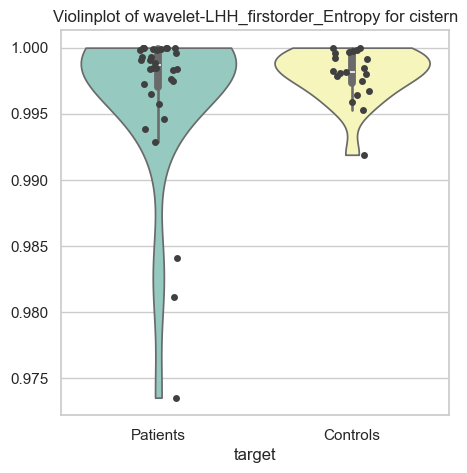 Violinplot of wavelet-LHH_firstorder_Entropy for cistern
1.000
0.995
0.990
0.985
0.980
0.975
Patients
Controls
target